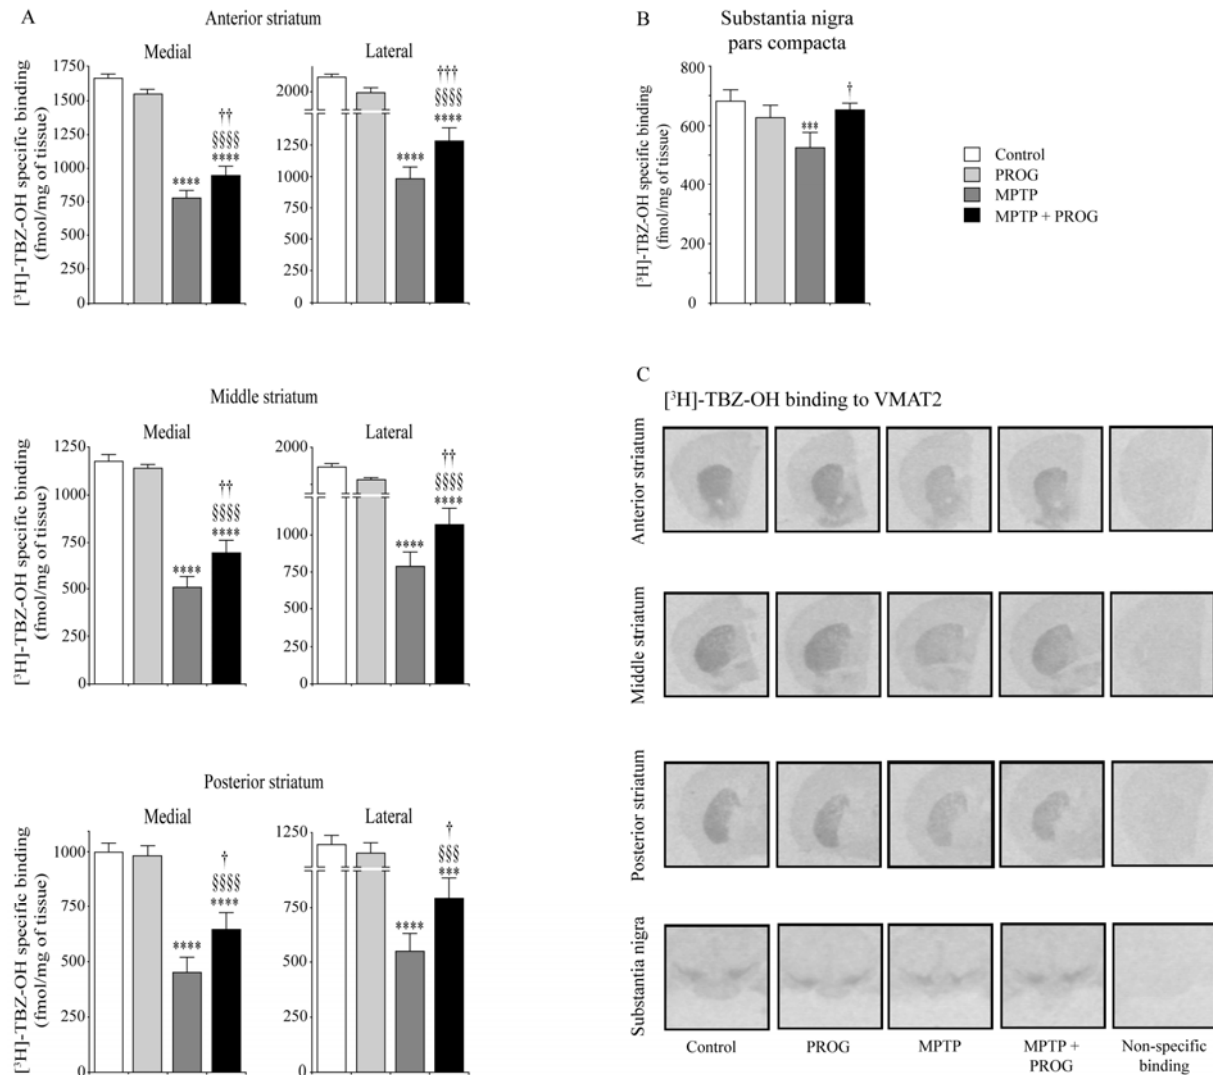 A
Anterior striatum
Medial
Lateral
[³H]-TBZ-OH specific binding
(fmol/mg of tissue)
1750
1500
1250
1000
750
500
250
0
****
††
§§§§
****
2000
1250
1000
750
500
250
0
****
†††
§§§§
****
Middle striatum
Medial
Lateral
[³H]-TBZ-OH specific binding
(fmol/mg of tissue)
1250
1000
750
500
250
0
****
††
§§§§
****
2000
1000
750
500
250
0
****
††
§§§§
****
Posterior striatum
Medial
Lateral
[³H]-TBZ-OH specific binding
(fmol/mg of tissue)
1000
750
500
250
0
****
†
§§§§
****
1250
750
500
250
0
****
†
§§§
***
B
Substantia nigra
pars compacta
[³H]-TBZ-OH specific binding
(fmol/mg of tissue)
800
600
400
200
0
***
†
Control
PROG
MPTP
MPTP + PROG
C
[³H]-TBZ-OH binding to VMAT2
Anterior striatum
Middle striatum
Posterior striatum
Substantia nigra
Control
PROG
MPTP
MPTP +
PROG
Non-specific
binding